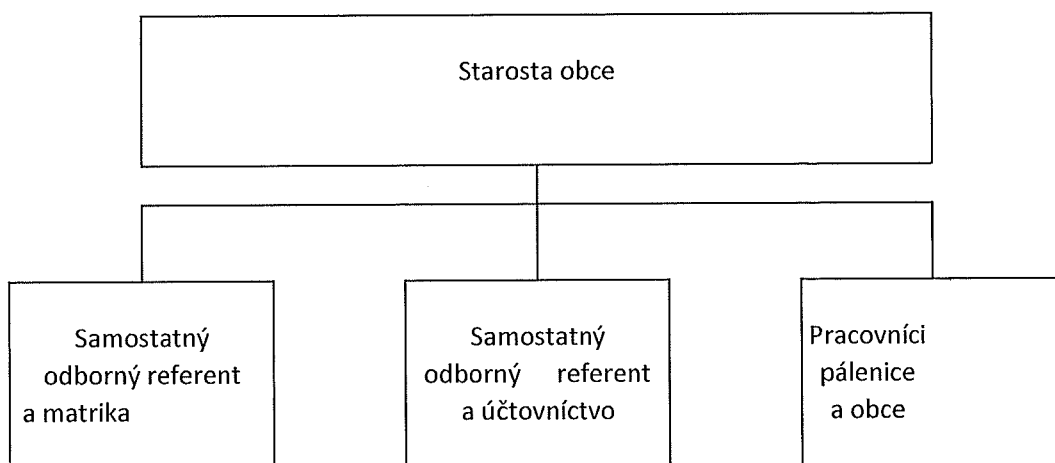 Starosta obce
Samostatný
odborný referent
a matrika
Samostatný
odborný referent
a účtovníctvo
Pracovníci
pálenice
a obce